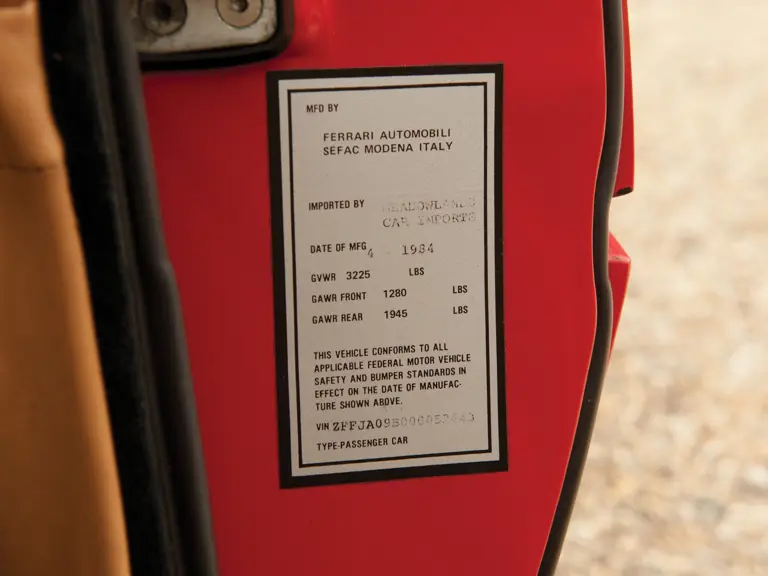 MFD BY
FERRARI AUTOMOBILI
SEFAC MODENA ITALY
IMPORTED BY MEADOWLANDS
CAR IMPORTS
DATE OF MFG 4 - 1984
GVWR 3225 LBS
GAWR FRONT 1280 LBS
GAWR REAR 1945 LBS
THIS VEHICLE CONFORMS TO ALL
APPLICABLE FEDERAL MOTOR VEHICLE
SAFETY AND BUMPER STANDARDS IN
EFFECT ON THE DATE OF MANUFAC-
TURE SHOWN ABOVE.
VIN
TYPE-PASSENGER CAR